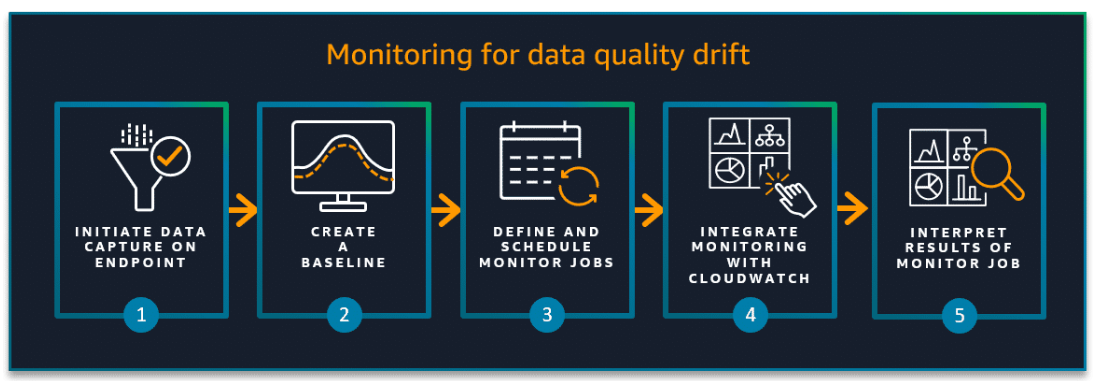 Monitoring for data quality drift
INITIATE DATA
CAPTURE ON
ENDPOINT
1
CREATE
A
BASELINE
2
DEFINE AND
SCHEDULE
MONITOR JOBS
3
INTEGRATE
MONITORING
WITH
CLOUDWATCH
4
INTERPRET
RESULTS OF
MONITOR JOB
5